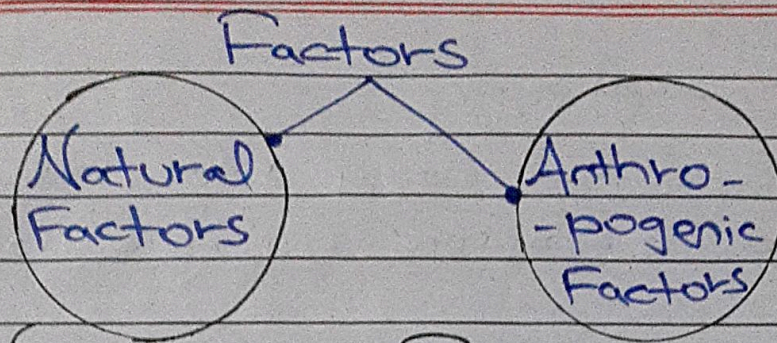 Factors
Natural
Factors
Anthro-
-pogenic
Factors